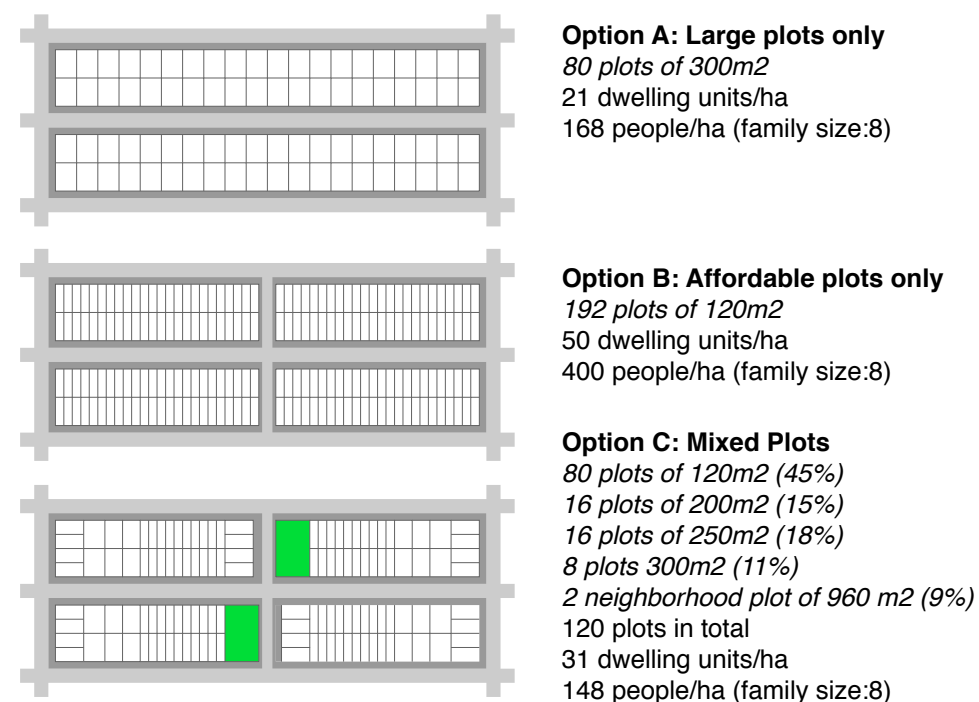 Option A: Large plots only
80 plots of 300m2
21 dwelling units/ha
168 people/ha (family size:8)
Option B: Affordable plots only
192 plots of 120m2
50 dwelling units/ha
400 people/ha (family size:8)
Option C: Mixed Plots
80 plots of 120m2 (45%)
16 plots of 200m2 (15%)
16 plots of 250m2 (18%)
8 plots 300m2 (11%)
2 neighborhood plot of 960 m2 (9%)
120 plots in total
31 dwelling units/ha
148 people/ha (family size:8)